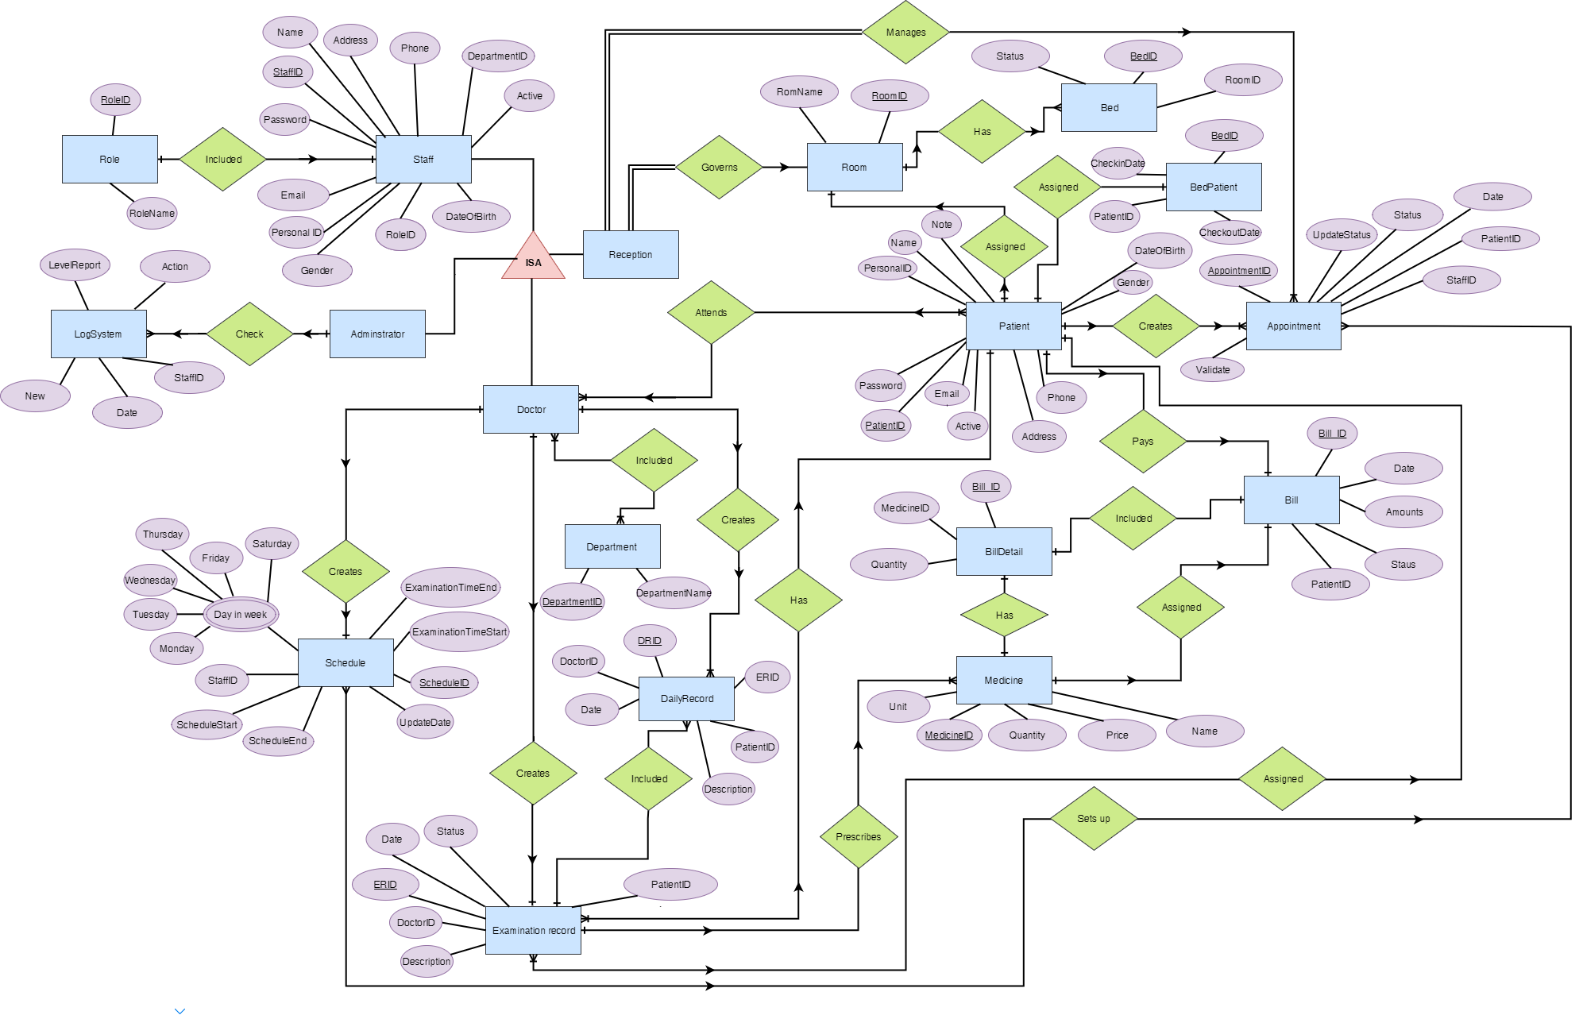 Name
Address
Phone
Manages
StaffID
DepartmentID
Status
BedID
RoleID
Active
RomName
RoomID
RoomID
Password
Bed
Has
BedID
Role
Included
Staff
Governs
Room
CheckinDate
Assigned
BedPatient
Email
RoleName
DateOfBirth
PatientID
Date
Personal ID
RoleID
Note
CheckoutDate
Status
Name
Assigned
UpdateStatus
PatientID
Gender
ISA
Reception
DateOfBirth
LevelReport
Action
PersonalID
Gender
AppointmentID
StaffID
LogSystem
Check
Adminstrator
Attends
Patient
Creates
Appointment
StaffID
Validate
New
Date
Password
Email
Phone
Doctor
PatientID
Active
Address
Pays
Bill_ID
Included
Date
Bill_ID
MedicineID
Bill
Amounts
Creates
Included
Thursday
Friday
Saturday
Department
BillDetail
Quantity
Staus
Wednesday
Creates
ExaminationTimeEnd
PatientID
DepartmentID
DepartmentName
Has
Has
Assigned
Tuesday
Day in week
ExaminationTimeStart
DRID
Monday
Schedule
DoctorID
ERID
StaffID
ScheduleID
DailyRecord
Medicine
Date
Unit
ScheduleStart
UpdateDate
MedicineID
Quantity
Price
Name
ScheduleEnd
PatientID
Creates
Included
Description
Assigned
Sets up
Date
Status
Prescribes
ERID
PatientID
DoctorID
Examination record
Description